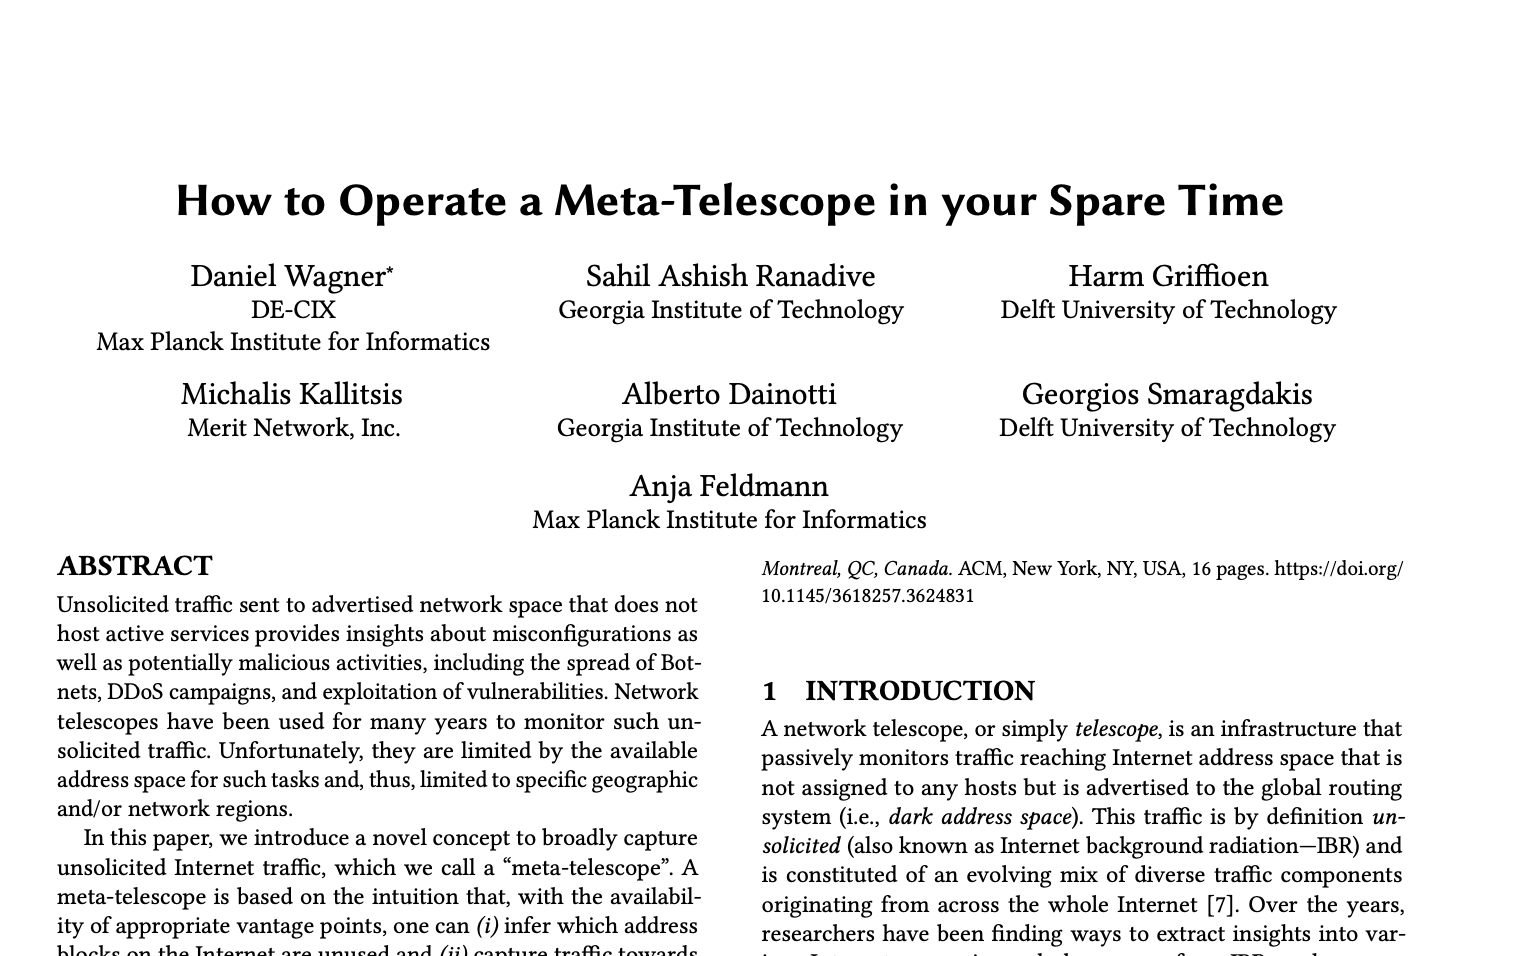 How to Operate a Meta-Telescope in your Spare Time
Daniel Wagner*
DE-CIX
Max Planck Institute for Informatics
Sahil Ashish Ranadive
Georgia Institute of Technology
Harm Griffioen
Delft University of Technology
Michalis Kallitsis
Merit Network, Inc.
Alberto Dainotti
Georgia Institute of Technology
Georgios Smaragdakis
Delft University of Technology
Anja Feldmann
Max Planck Institute for Informatics
ABSTRACT
Unsolicited traffic sent to advertised network space that does not
host active services provides insights about misconfigurations as
well as potentially malicious activities, including the spread of Bot-
nets, DDoS campaigns, and exploitation of vulnerabilities. Network
telescopes have been used for many years to monitor such un-
solicited traffic. Unfortunately, they are limited by the available
address space for such tasks and, thus, limited to specific geographic
and/or network regions.
In this paper, we introduce a novel concept to broadly capture
unsolicited Internet traffic, which we call a “meta-telescope”. A
meta-telescope is based on the intuition that, with the availabil-
ity of appropriate vantage points, one can (i) infer which address
blocks on the Internet are unused and (ii) capture traffic towards
Montreal, QC, Canada. ACM, New York, NY, USA, 16 pages. https://doi.org/
10.1145/3618257.3624831
1 INTRODUCTION
A network telescope, or simply telescope, is an infrastructure that
passively monitors traffic reaching Internet address space that is
not assigned to any hosts but is advertised to the global routing
system (i.e., dark address space). This traffic is by definition un-
solicited (also known as Internet background radiation—IBR) and
is constituted of an evolving mix of diverse traffic components
originating from across the whole Internet [7]. Over the years,
researchers have been finding ways to extract insights into var-